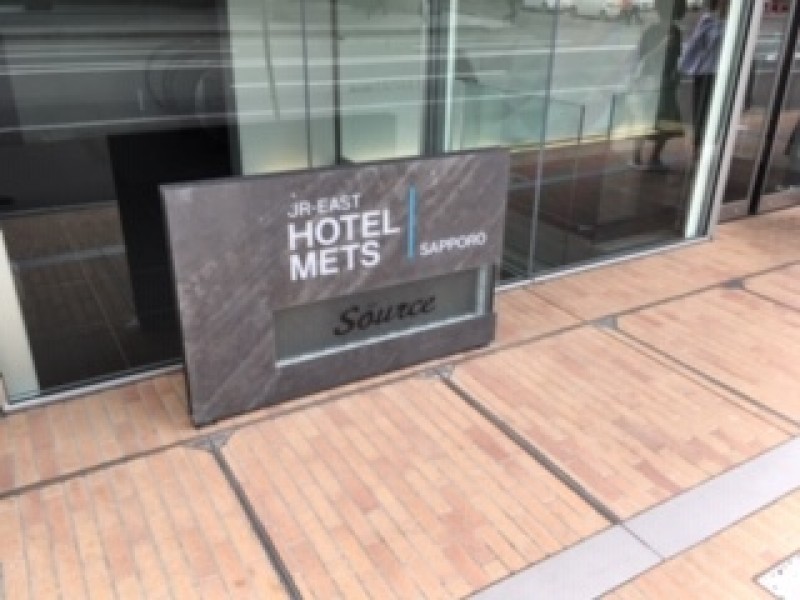 JR-EAST
HOTEL
METS
SAPPORO
Source